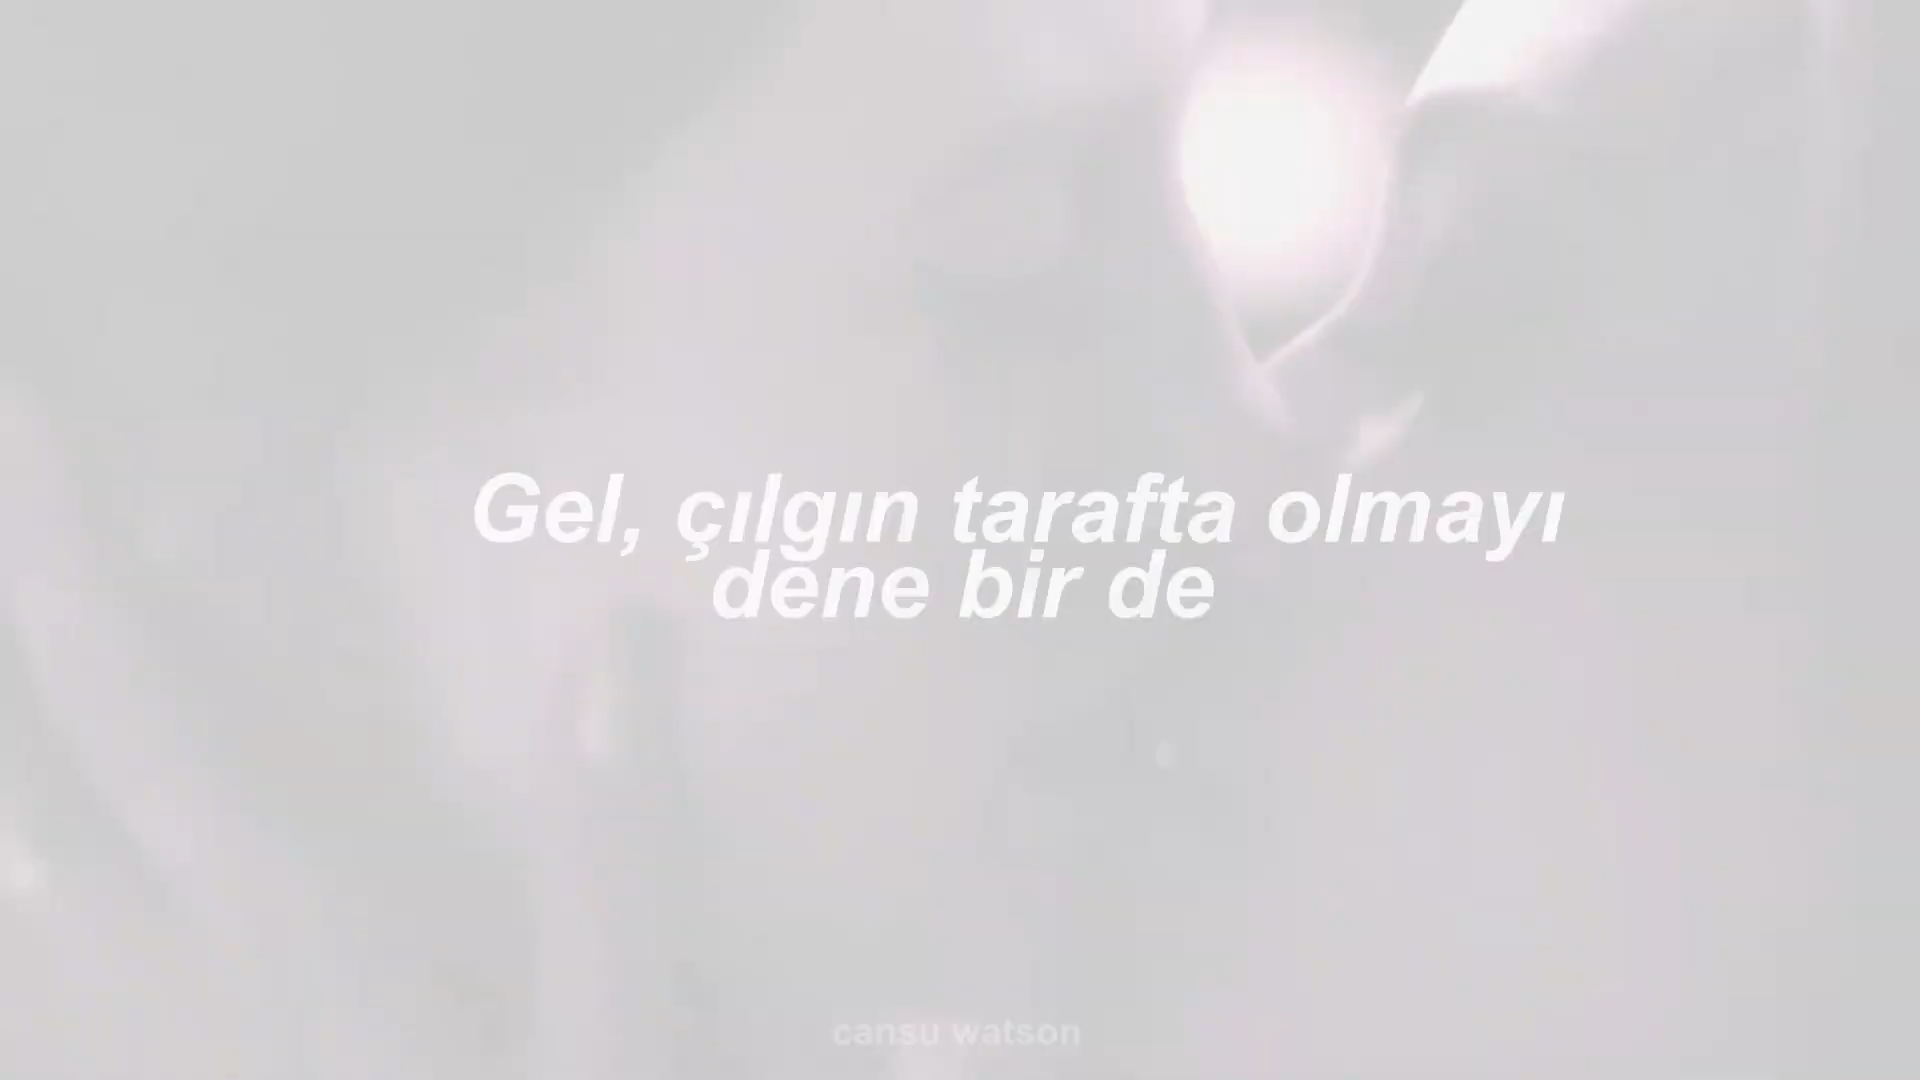 Gel, çılgın tarafta olmayı
dene bir de
cansu watson